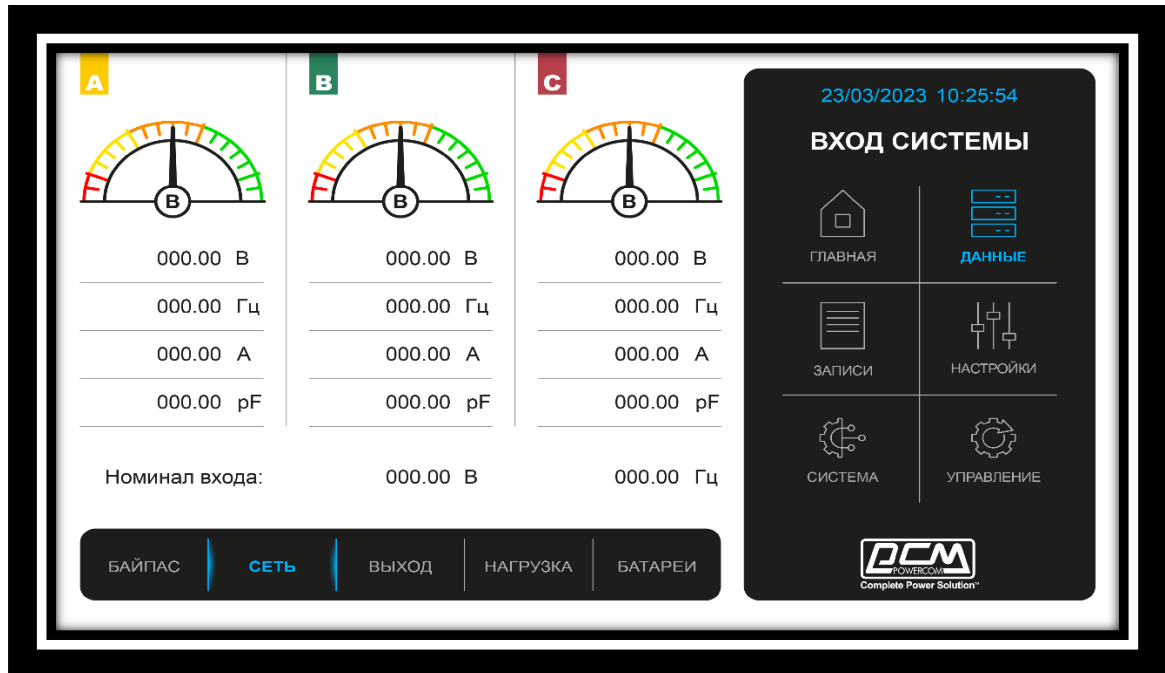 A B C
В В В
000.00 В 000.00 В 000.00 В
000.00 Гц 000.00 Гц 000.00 Гц
000.00 А 000.00 А 000.00 А
000.00 pF 000.00 pF 000.00 pF
Номинал входа: 000.00 В 000.00 Гц
БАЙПАС СЕТЬ ВЫХОД НАГРУЗКА БАТАРЕИ
23/03/2023 10:25:54
ВХОД СИСТЕМЫ
ГЛАВНАЯ ДАННЫЕ
ЗАПИСИ НАСТРОЙКИ
СИСТЕМА УПРАВЛЕНИЕ
PCM
POWERCOM
Complete Power Solution™